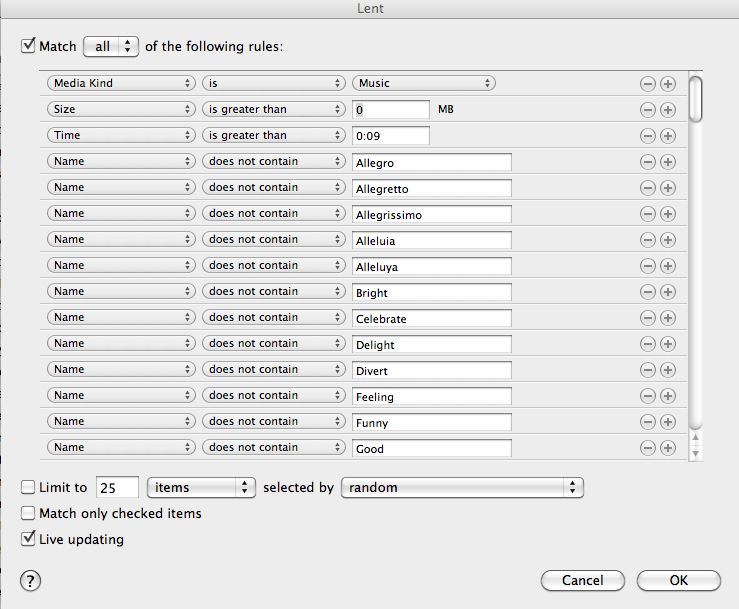 Lent
Match all of the following rules:
Media Kind is Music
Size is greater than 0 MB
Time is greater than 0:09
Name does not contain Allegro
Name does not contain Allegretto
Name does not contain Allegrissimo
Name does not contain Alleluia
Name does not contain Alleluya
Name does not contain Bright
Name does not contain Celebrate
Name does not contain Delight
Name does not contain Divert
Name does not contain Feeling
Name does not contain Funny
Name does not contain Good
Limit to 25 items selected by random
Match only checked items
Live updating
? Cancel OK